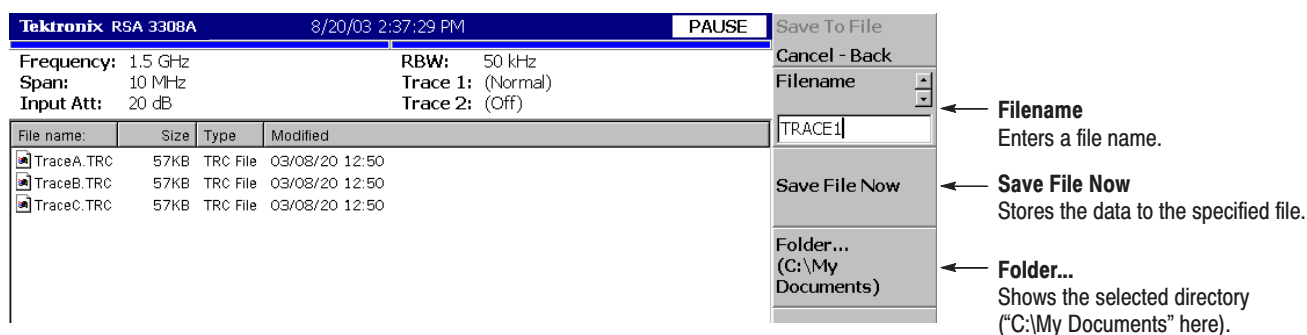 Tektronix RSA 3308A 8/20/03 2:37:29 PM PAUSE
Frequency: 1.5 GHz RBW: 50 kHz
Span: 10 MHz Trace 1: (Normal)
Input Att: 20 dB Trace 2: (Off)
File name: Size Type Modified
TraceA.TRC 57KB TRC File 03/08/20 12:50
TraceB.TRC 57KB TRC File 03/08/20 12:50
TraceC.TRC 57KB TRC File 03/08/20 12:50
Save To File
Cancel - Back
Filename
TRACE1
Save File Now
Folder...
(C:\My
Documents)
Filename
Enters a file name.
Save File Now
Stores the data to the specified file.
Folder...
Shows the selected directory
(“C:\My Documents” here).